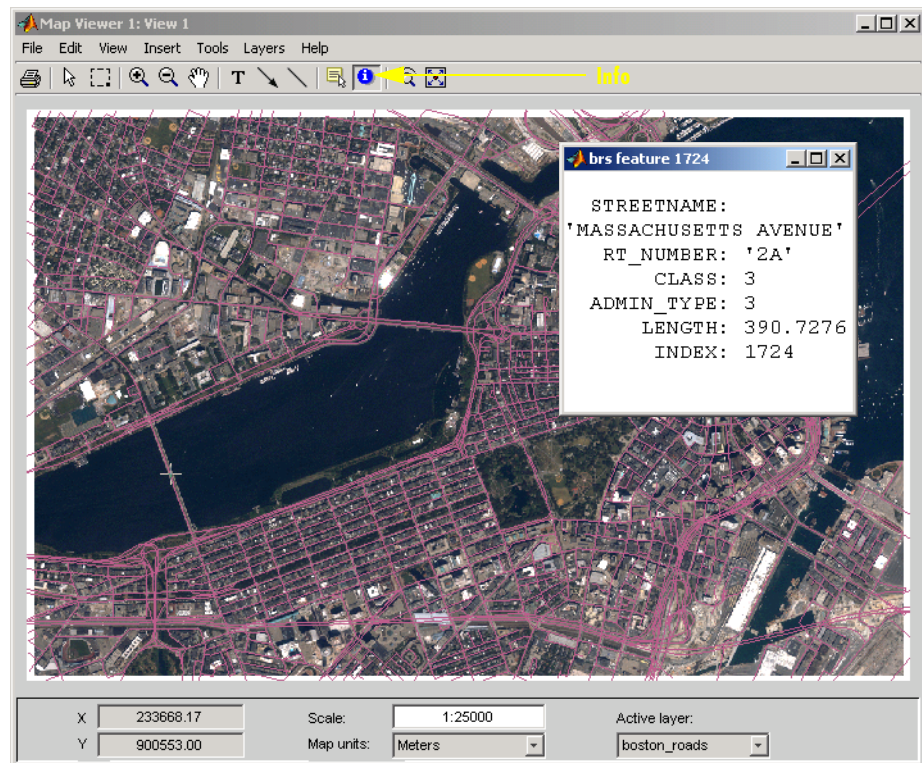 Map Viewer 1: View 1
File Edit View Insert Tools Layers Help
T
Info
brs feature 1724
STREETNAME:
'MASSACHUSETTS AVENUE'
RT_NUMBER: '2A'
CLASS: 3
ADMIN_TYPE: 3
LENGTH: 390.7276
INDEX: 1724
X 233668.17 Scale: 1:25000 Active layer:
Y 900553.00 Map units: Meters boston_roads